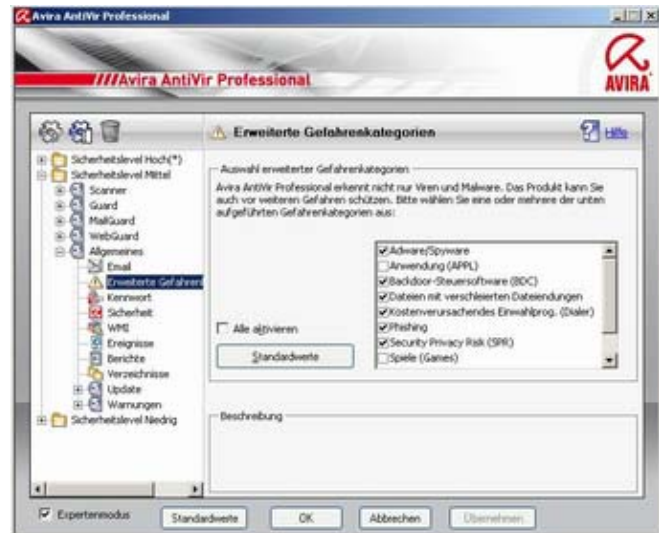 Avira AntiVir Professional
////Avira AntiVir Professional
AVIRA
Erweiterte Gefahrenkategorien
Hilfe
Sicherheitslevel Hoch(*)
Sicherheitslevel Mittel
Scanner
Guard
MailGuard
WebGuard
Allgemeines
Email
Erweiterte Gefahren
Kennwort
Sicherheit
WMI
Ereignisse
Berichte
Verzeichnisse
Update
Warnungen
Sicherheitslevel Niedrig
Auswahl erweiterter Gefahrenkategorien
Avira AntiVir Professional erkennt nicht nur Viren und Malware. Das Produkt kann Sie
auch vor weiteren Gefahren schützen. Bitte wählen Sie eine oder mehrere der unten
aufgeführten Gefahrenkategorien aus:
Adware/Spyware
Anwendung (APPL)
Backdoor-Steuersoftware (BDC)
Dateien mit verschleierten Dateiendungen
Kostenverursachendes Einwahlprog. (Dialer)
Phishing
Security Privacy Risk (SPR)
Spiele (Games)
Alle aktivieren
Standardwerte
Beschreibung
Expertenmodus
Standardwerte
OK
Abbrechen
Übernehmen